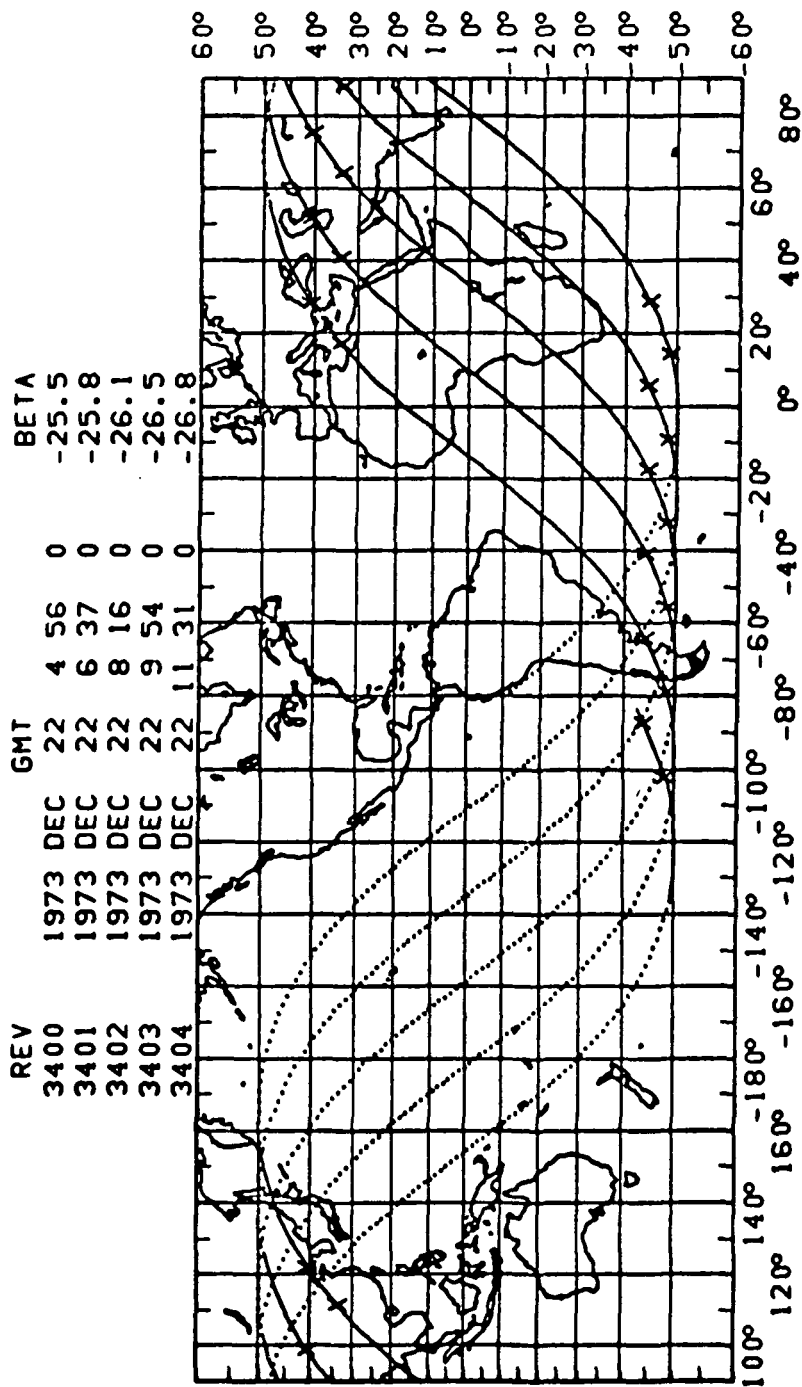 REV GMT BETA
3400 1973 DEC 22 4 56 0 -25.5
3401 1973 DEC 22 6 37 0 -25.8
3402 1973 DEC 22 8 16 0 -26.1
3403 1973 DEC 22 9 54 0 -26.5
3404 1973 DEC 22 11 31 0 -26.8
60°
50°
40°
30°
20°
10°
0°
-10°
-20°
-30°
-40°
-50°
-60°
100° 120° 140° 160° -180° -160° -140° -120° -100° -80° -60° -40° -20° 0° 20° 40° 60° 80°